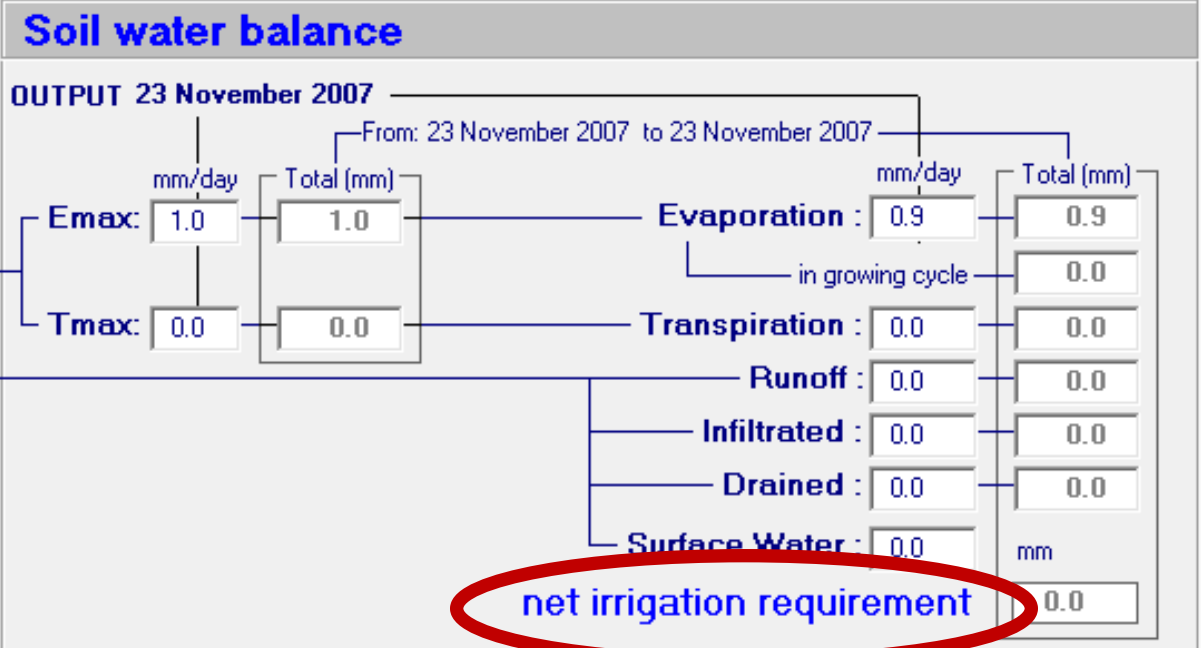 Soil water balance
OUTPUT 23 November 2007
From: 23 November 2007 to 23 November 2007
mm/day Total (mm) mm/day Total (mm)
Emax: 1.0 1.0 Evaporation : 0.9 0.9
in growing cycle 0.0
Tmax: 0.0 0.0 Transpiration : 0.0 0.0
Runoff : 0.0 0.0
Infiltrated : 0.0 0.0
Drained : 0.0 0.0
Surface Water : 0.0 mm
net irrigation requirement 0.0